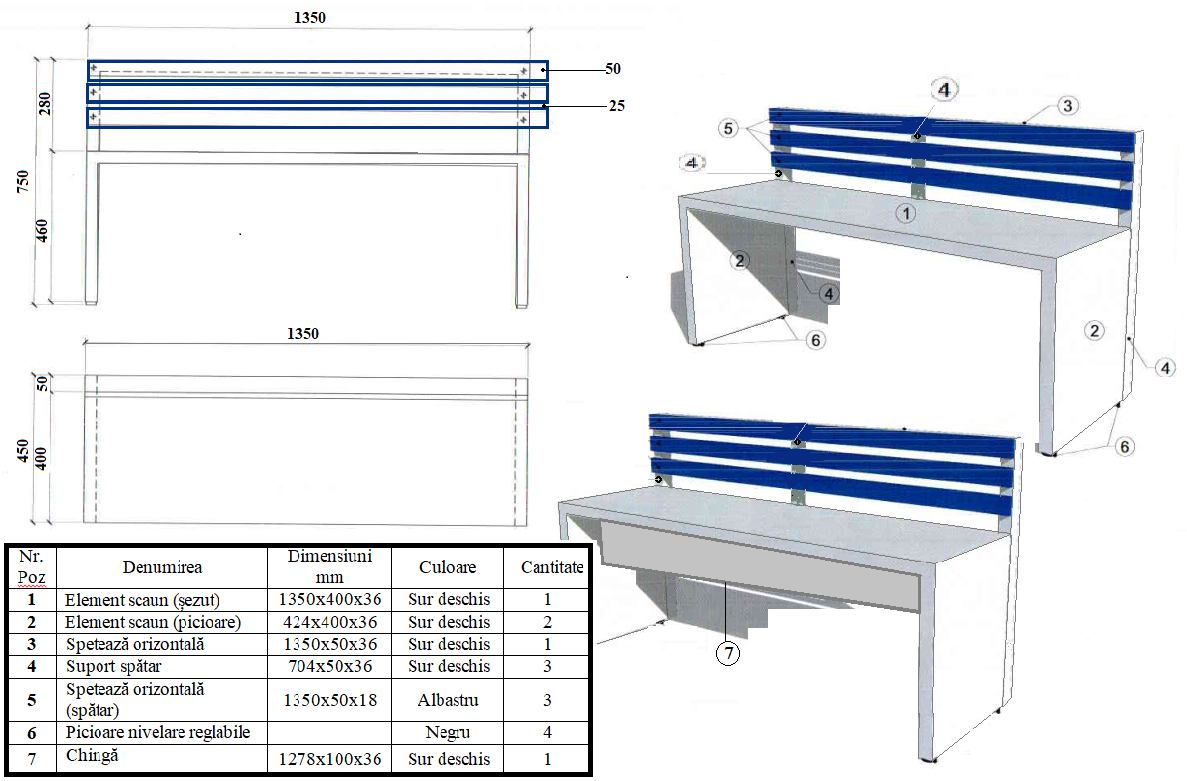 1350
50
25
280
750
460
1350
50
450
400
4
3
5
4
1
2
4
6
2
4
6
7
Nr. Poz Denumirea Dimensiuni mm Culoare Cantitate
1 Element scaun (șezut) 1350x400x36 Sur deschis 1
2 Element scaun (picioare) 424x400x36 Sur deschis 2
3 Spetează orizontală 1350x50x36 Sur deschis 1
4 Suport spătar 704x50x36 Sur deschis 3
5 Spetează orizontală (spătar) 1350x50x18 Albastru 3
6 Picioare nivelare reglabile Negru 4
7 Chingă 1278x100x36 Sur deschis 1